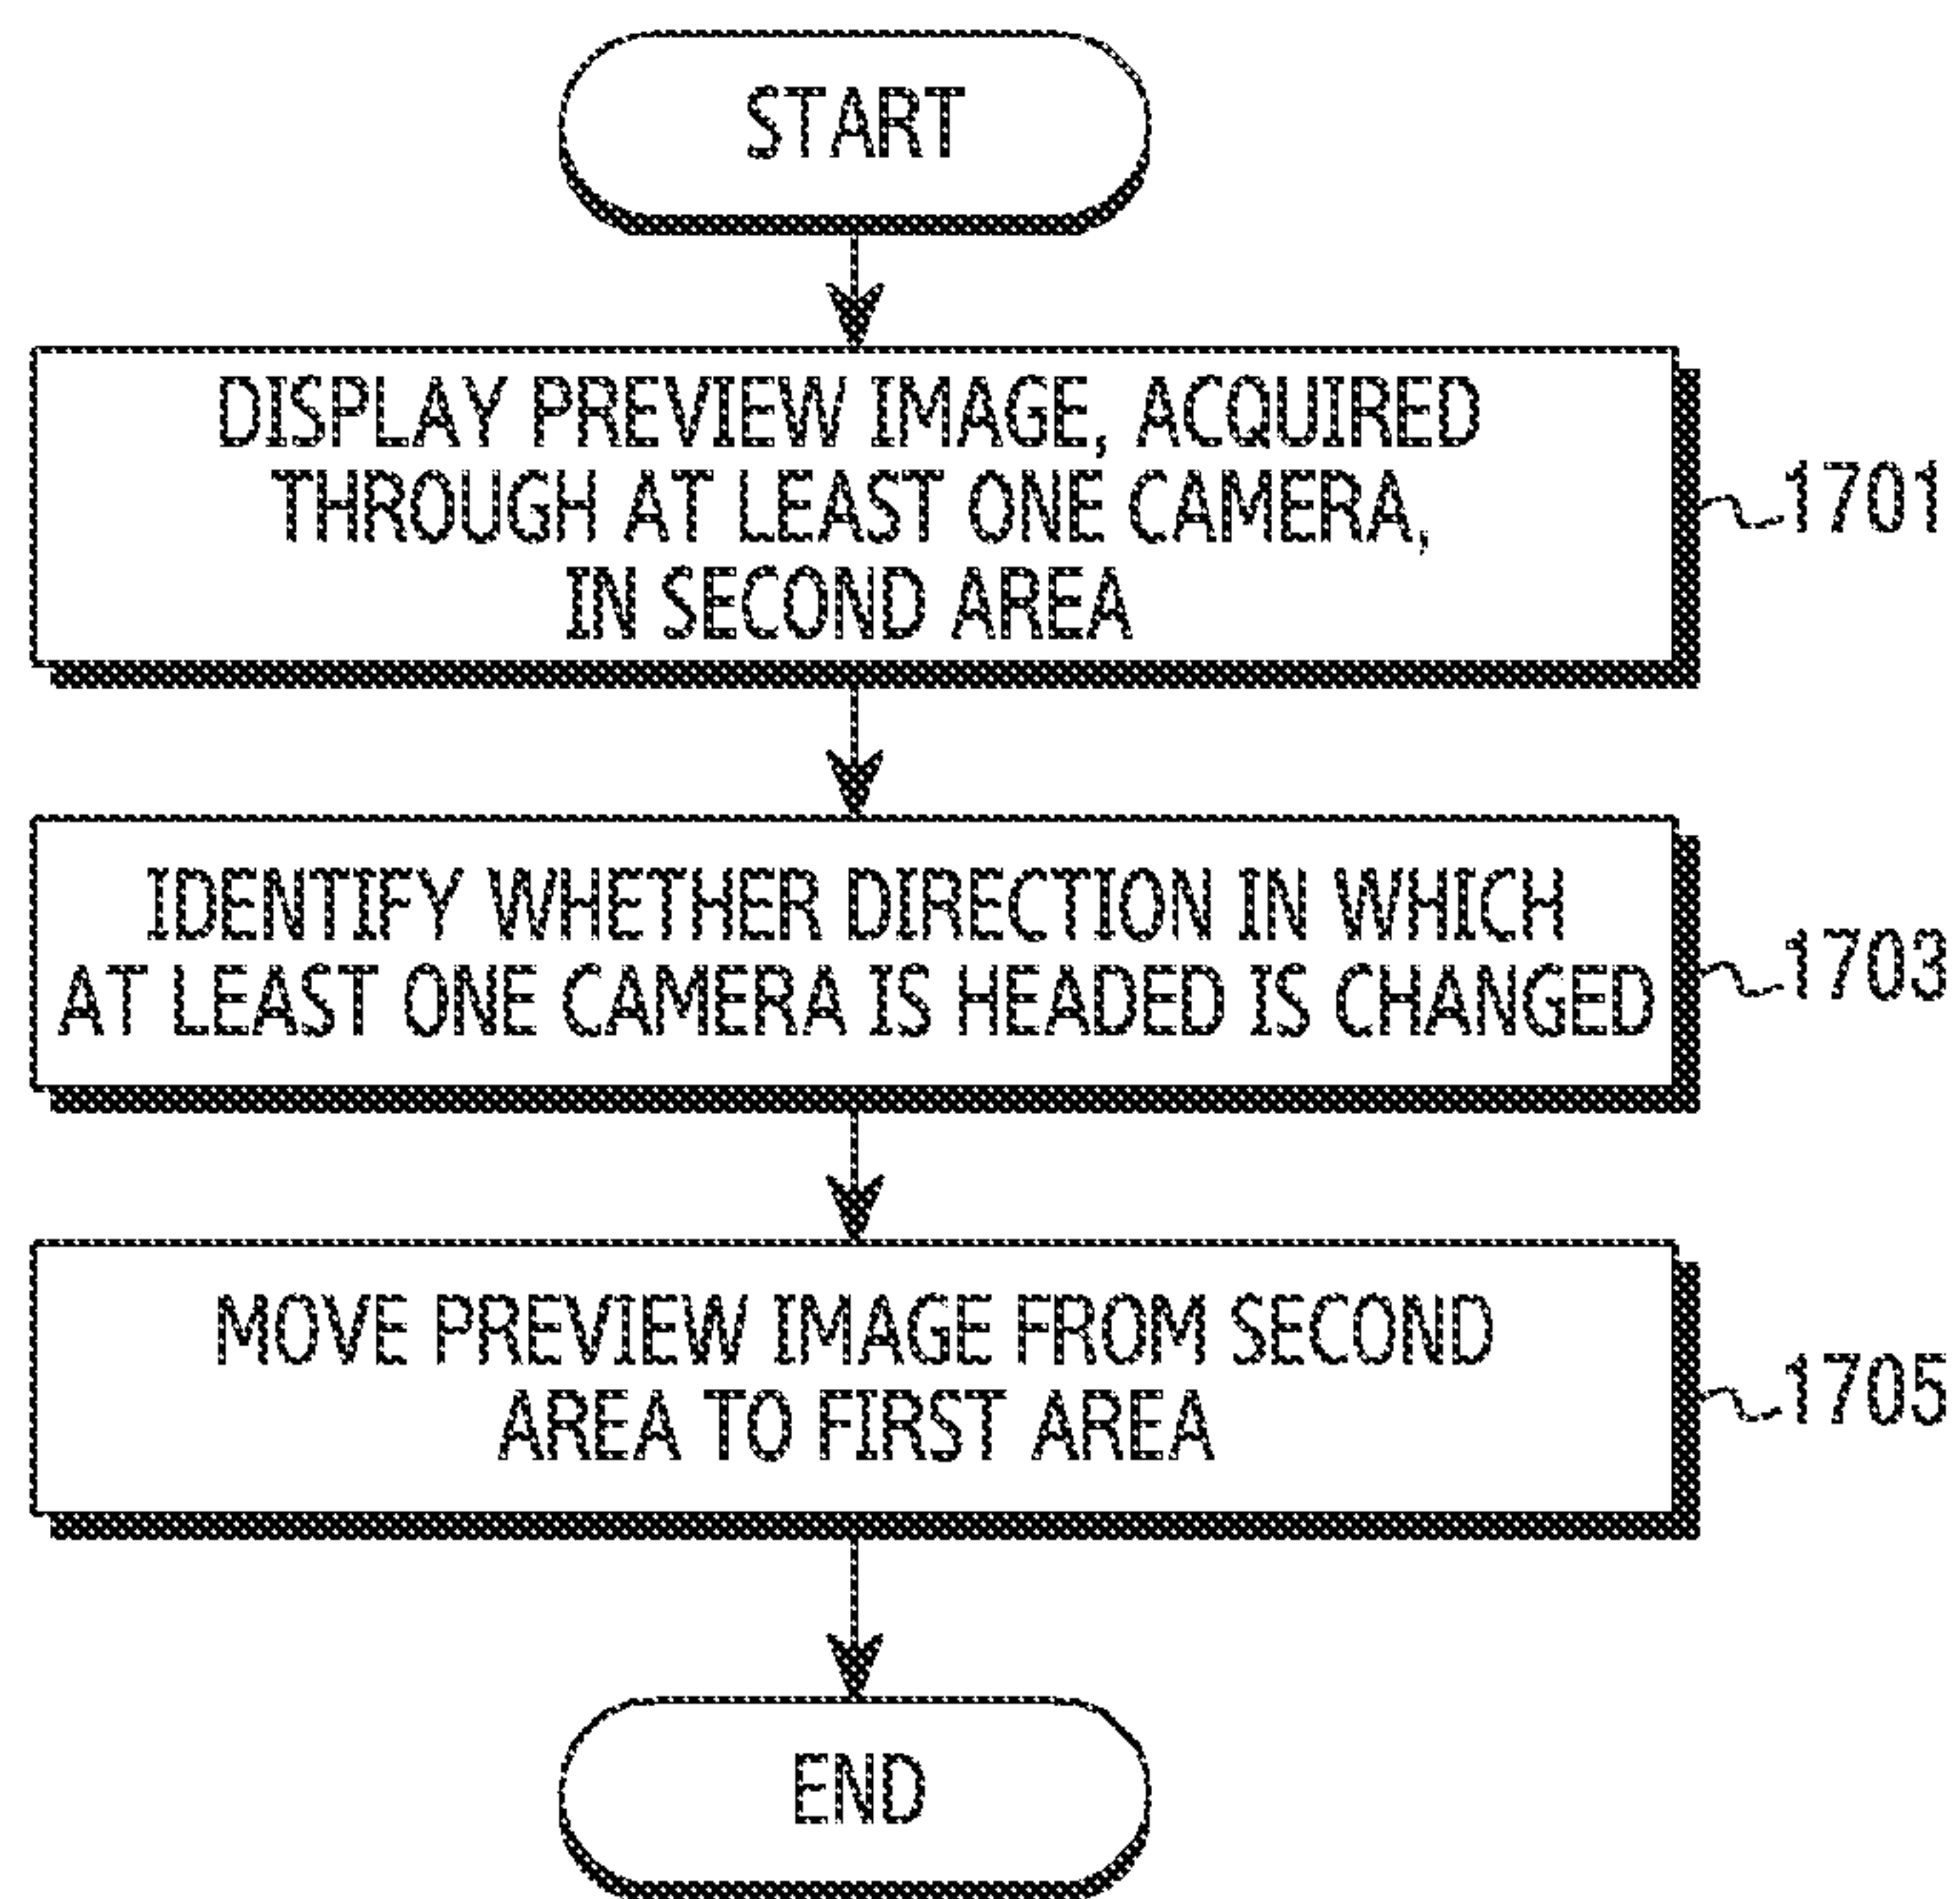 START
DISPLAY PREVIEW IMAGE, ACQUIRED
THROUGH AT LEAST ONE CAMERA,
IN SECOND AREA
1701
IDENTIFY WHETHER DIRECTION IN WHICH
AT LEAST ONE CAMERA IS HEADED IS CHANGED
1703
MOVE PREVIEW IMAGE FROM SECOND
AREA TO FIRST AREA
1705
END